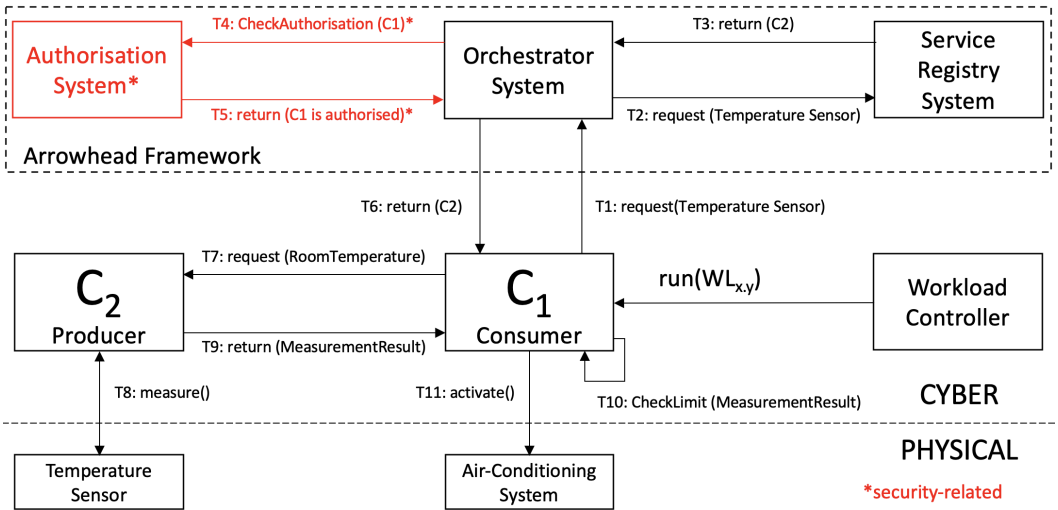 T4: CheckAuthorisation (C1)*
T3: return (C2)
Authorisation
System*
Orchestrator
System
Service
Registry
System
T5: return (C1 is authorised)*
T2: request (Temperature Sensor)
Arrowhead Framework
T6: return (C2)
T1: request(Temperature Sensor)
T7: request (RoomTemperature)
C2
Producer
C1
Consumer
run(WLx.y)
Workload
Controller
T9: return (MeasurementResult)
T8: measure()
T11: activate()
T10: CheckLimit (MeasurementResult)
CYBER
PHYSICAL
Temperature
Sensor
Air-Conditioning
System
*security-related